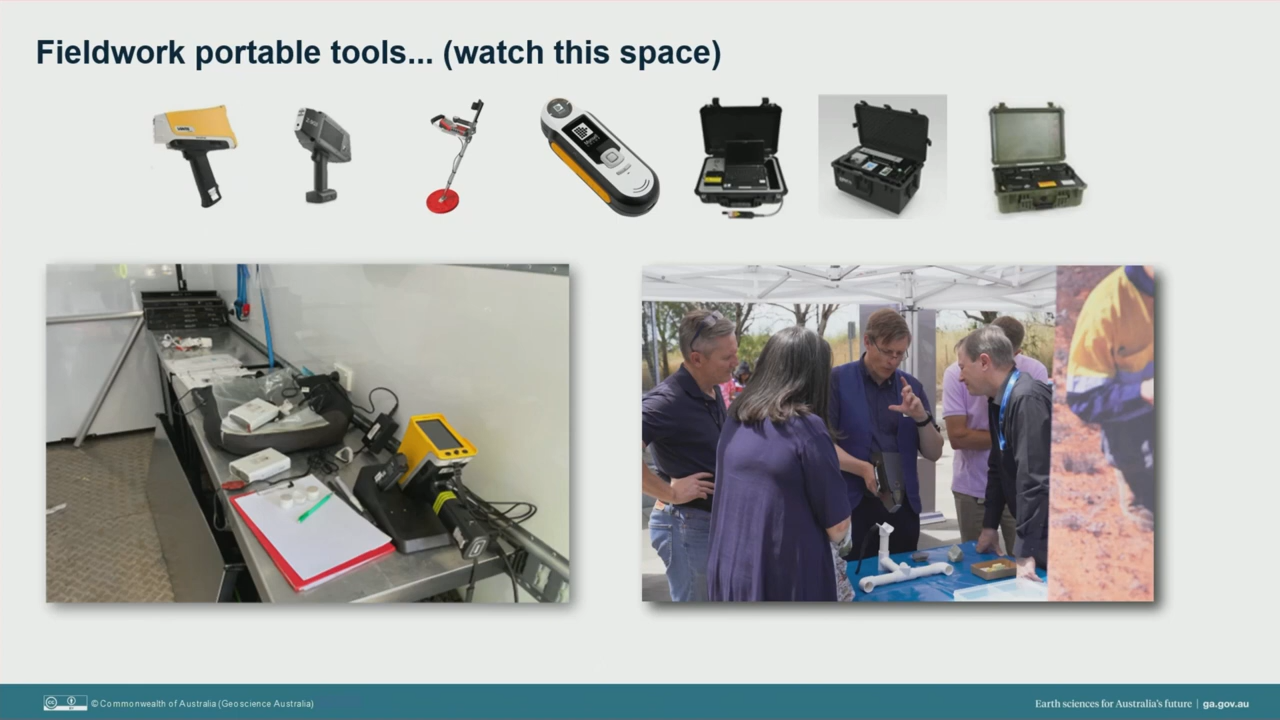 Fieldwork portable tools... (watch this space)
© Commonwealth of Australia (Geoscience Australia)
Earth sciences for Australia's future | ga.gov.au